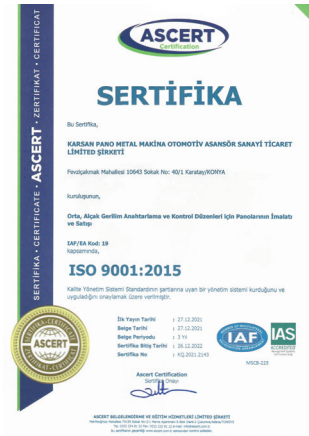 ASCERT
Certification
SERTİFİKA
Bu Sertifika,
KARSAN PANO METAL MAKİNA OTOMOTİV ASANSÖR SANAYİ TİCARET
LİMİTED ŞİRKETİ
Fevziçakmak Mahallesi 10643 Sokak No: 40/1 Karatay/KONYA
kuruluşunun,
Orta, Alçak Gerilim Anahtarlama ve Kontrol Düzenleri için Panolarının İmalatı
ve Satışı
IAF/EA Kod: 19
kapsamında,
ISO 9001:2015
Kalite Yönetim Sistemi Standardının şartlarına uyan bir yönetim sistemi kurduğunu ve
uyguladığını onaylamak üzere verilmiştir.
İlk Yayın Tarihi : 27.12.2021
Belge Tarihi : 27.12.2021
Belge Periyodu : 3 Yıl
Sertifika Bitiş Tarihi : 26.12.2022
Sertifika No : KQ.2021.2143
Ascert Certification
Sertifika Onayı
IAF
IAS
ACCREDITED
MSCB-219
ASCERT
SERTİFİKA · CERTIFICATE · ASCERT · ZERTIFIKAT · CERTIFICAT
ASCERT BELGELENDİRME VE EĞİTİM HİZMETLERİ LİMİTED ŞİRKETİ